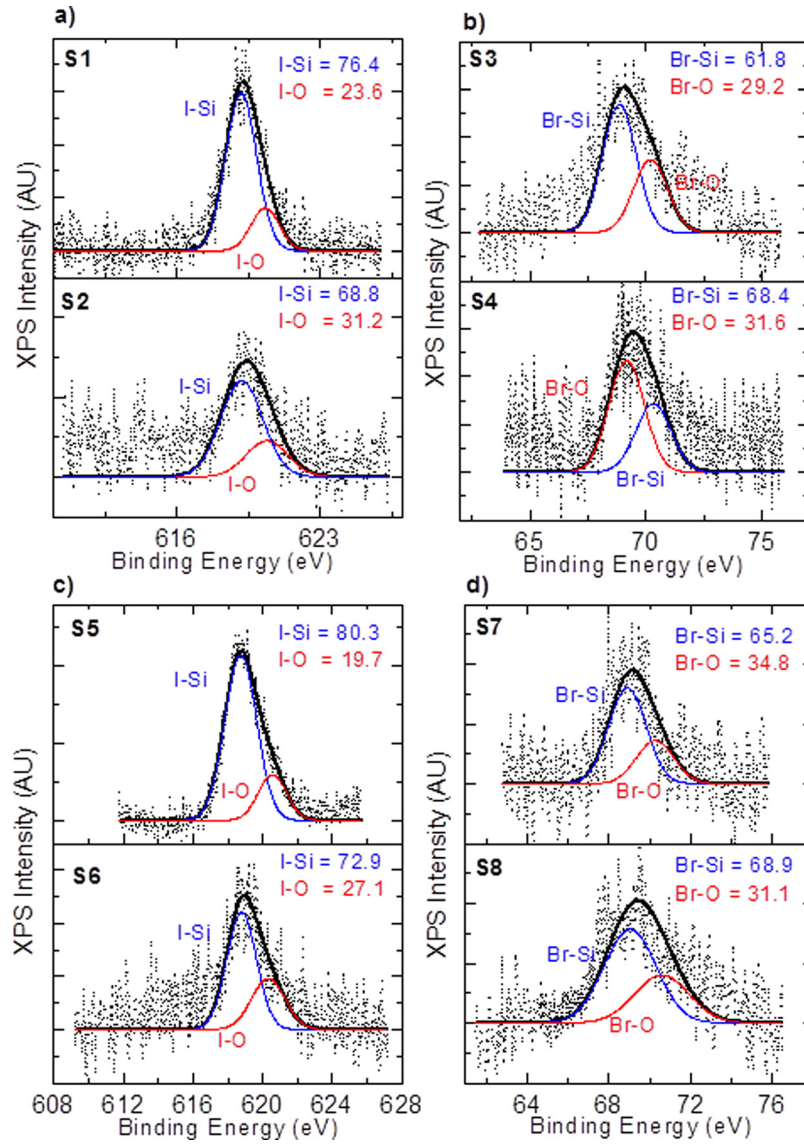 a)
S1
I-Si = 76.4
I-O = 23.6
I-Si
I-O
S2
I-Si = 68.8
I-O = 31.2
I-Si
I-O
XPS Intensity (AU)
616 623
Binding Energy (eV)
b)
S3
Br-Si = 61.8
Br-O = 29.2
Br-Si
Br-O
S4
Br-Si = 68.4
Br-O = 31.6
Br-O
Br-Si
XPS Intensity (AU)
65 70 75
Binding Energy (eV)
c)
S5
I-Si = 80.3
I-O = 19.7
I-Si
I-O
S6
I-Si = 72.9
I-O = 27.1
I-Si
I-O
XPS Intensity (AU)
608 612 616 620 624 628
Binding Energy (eV)
d)
S7
Br-Si = 65.2
Br-O = 34.8
Br-Si
Br-O
S8
Br-Si = 68.9
Br-O = 31.1
Br-Si
Br-O
XPS Intensity (AU)
64 68 72 76
Binding Energy (eV)